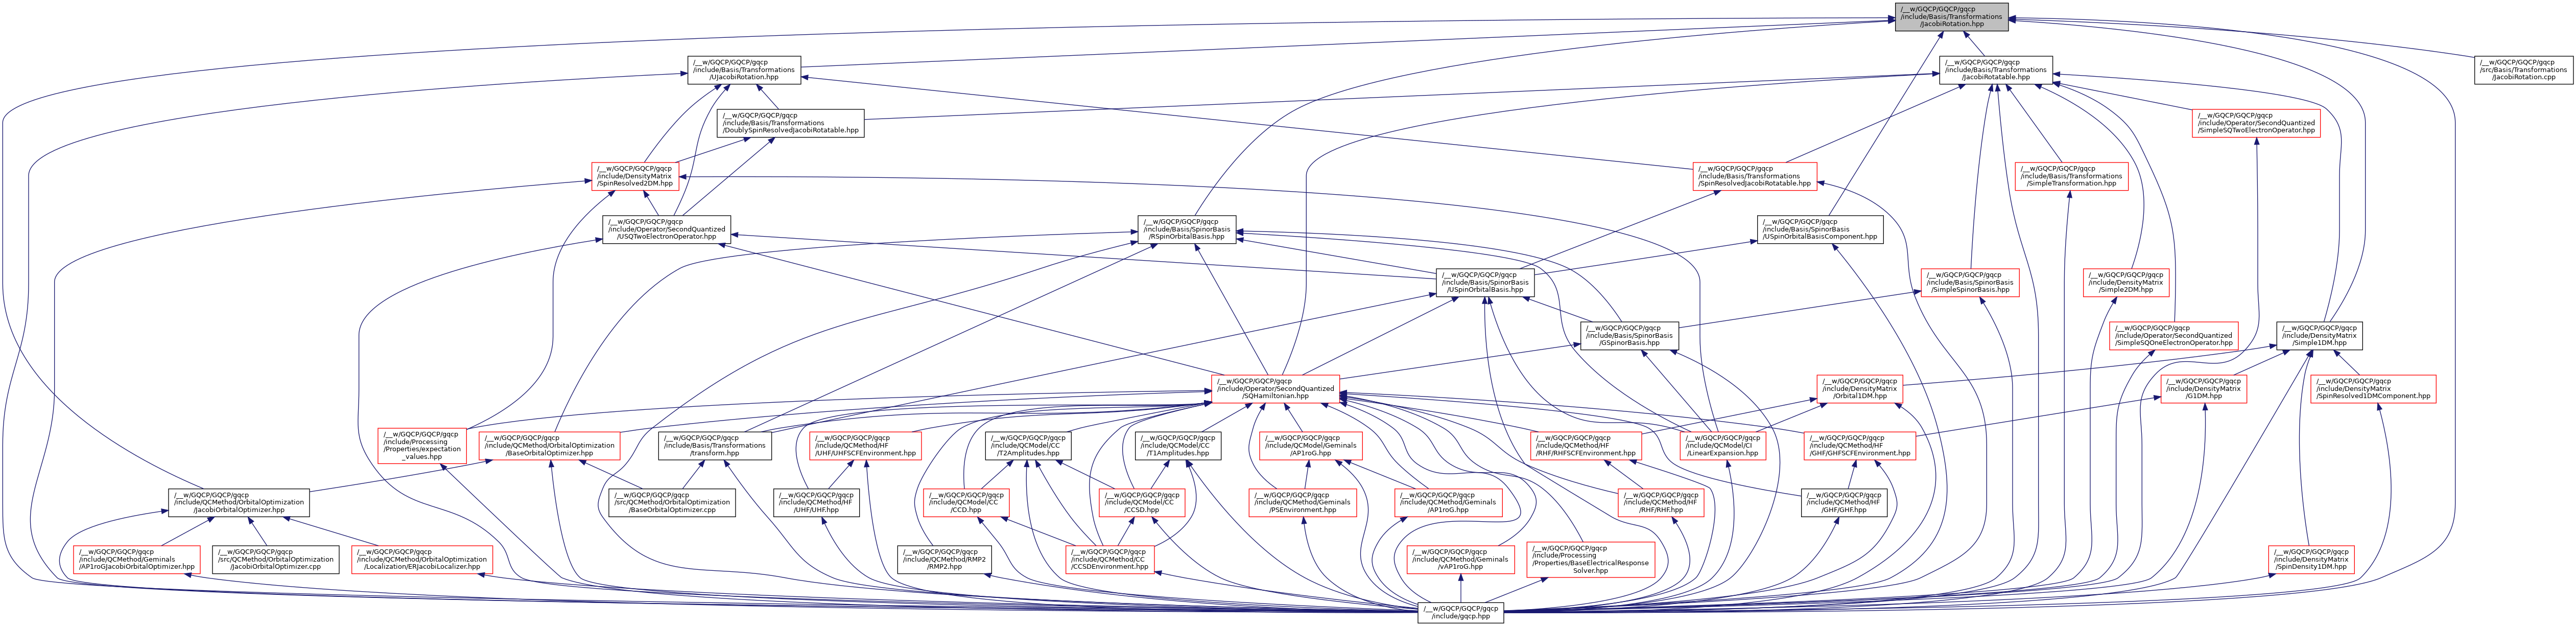 /__w/GQCP/GQCP/gqcp
/include/Basis/Transformations
/JacobiRotation.hpp
/__w/GQCP/GQCP/gqcp
/include/Basis/Transformations
/UJacobiRotation.hpp
/__w/GQCP/GQCP/gqcp
/include/Basis/Transformations
/JacobiRotatable.hpp
/__w/GQCP/GQCP/gqcp
/src/Basis/Transformations
/JacobiRotation.cpp
/__w/GQCP/GQCP/gqcp
/include/Basis/Transformations
/DoublySpinResolvedJacobiRotatable.hpp
/__w/GQCP/GQCP/gqcp
/include/Operator/SecondQuantized
/SimpleSQTwoElectronOperator.hpp
/__w/GQCP/GQCP/gqcp
/include/DensityMatrix
/SpinResolved2DM.hpp
/__w/GQCP/GQCP/gqcp
/include/Basis/Transformations
/SpinResolvedJacobiRotatable.hpp
/__w/GQCP/GQCP/gqcp
/include/Basis/Transformations
/SimpleTransformation.hpp
/__w/GQCP/GQCP/gqcp
/include/Operator/SecondQuantized
/USQTwoElectronOperator.hpp
/__w/GQCP/GQCP/gqcp
/include/Basis/SpinorBasis
/RSpinOrbitalBasis.hpp
/__w/GQCP/GQCP/gqcp
/include/Basis/SpinorBasis
/USpinOrbitalBasisComponent.hpp
/__w/GQCP/GQCP/gqcp
/include/Basis/SpinorBasis
/USpinOrbitalBasis.hpp
/__w/GQCP/GQCP/gqcp
/include/Basis/SpinorBasis
/SimpleSpinorBasis.hpp
/__w/GQCP/GQCP/gqcp
/include/DensityMatrix
/Simple2DM.hpp
/__w/GQCP/GQCP/gqcp
/include/Basis/SpinorBasis
/GSpinorBasis.hpp
/__w/GQCP/GQCP/gqcp
/include/Operator/SecondQuantized
/SimpleSQOneElectronOperator.hpp
/__w/GQCP/GQCP/gqcp
/include/DensityMatrix
/Simple1DM.hpp
/__w/GQCP/GQCP/gqcp
/include/Operator/SecondQuantized
/SQHamiltonian.hpp
/__w/GQCP/GQCP/gqcp
/include/DensityMatrix
/Orbital1DM.hpp
/__w/GQCP/GQCP/gqcp
/include/DensityMatrix
/G1DM.hpp
/__w/GQCP/GQCP/gqcp
/include/DensityMatrix
/SpinResolved1DMComponent.hpp
/__w/GQCP/GQCP/gqcp
/include/Processing
/Properties/expectation
_values.hpp
/__w/GQCP/GQCP/gqcp
/include/QCMethod/OrbitalOptimization
/BaseOrbitalOptimizer.hpp
/__w/GQCP/GQCP/gqcp
/include/Basis/Transformations
/transform.hpp
/__w/GQCP/GQCP/gqcp
/include/QCMethod/HF
/UHF/UHFSCFEnvironment.hpp
/__w/GQCP/GQCP/gqcp
/include/QCModel/CC
/T2Amplitudes.hpp
/__w/GQCP/GQCP/gqcp
/include/QCModel/CC
/T1Amplitudes.hpp
/__w/GQCP/GQCP/gqcp
/include/QCModel/Geminals
/AP1roG.hpp
/__w/GQCP/GQCP/gqcp
/include/QCMethod/HF
/RHF/RHFSCFEnvironment.hpp
/__w/GQCP/GQCP/gqcp
/include/QCModel/CI
/LinearExpansion.hpp
/__w/GQCP/GQCP/gqcp
/include/QCMethod/HF
/GHF/GHFSCFEnvironment.hpp
/__w/GQCP/GQCP/gqcp
/include/QCMethod/OrbitalOptimization
/JacobiOrbitalOptimizer.hpp
/__w/GQCP/GQCP/gqcp
/src/QCMethod/OrbitalOptimization
/BaseOrbitalOptimizer.cpp
/__w/GQCP/GQCP/gqcp
/include/QCMethod/HF
/UHF/UHF.hpp
/__w/GQCP/GQCP/gqcp
/include/QCModel/CC
/CCD.hpp
/__w/GQCP/GQCP/gqcp
/include/QCModel/CC
/CCSD.hpp
/__w/GQCP/GQCP/gqcp
/include/QCMethod/Geminals
/PSEnvironment.hpp
/__w/GQCP/GQCP/gqcp
/include/QCMethod/Geminals
/AP1roG.hpp
/__w/GQCP/GQCP/gqcp
/include/QCMethod/HF
/RHF/RHF.hpp
/__w/GQCP/GQCP/gqcp
/include/QCMethod/HF
/GHF/GHF.hpp
/__w/GQCP/GQCP/gqcp
/include/QCMethod/Geminals
/AP1roGJacobiOrbitalOptimizer.hpp
/__w/GQCP/GQCP/gqcp
/src/QCMethod/OrbitalOptimization
/JacobiOrbitalOptimizer.cpp
/__w/GQCP/GQCP/gqcp
/include/QCMethod/OrbitalOptimization
/Localization/ERJacobiLocalizer.hpp
/__w/GQCP/GQCP/gqcp
/include/QCMethod/RMP2
/RMP2.hpp
/__w/GQCP/GQCP/gqcp
/include/QCMethod/CC
/CCSDEnvironment.hpp
/__w/GQCP/GQCP/gqcp
/include/QCMethod/Geminals
/vAP1roG.hpp
/__w/GQCP/GQCP/gqcp
/include/Processing
/Properties/BaseElectricalResponse
Solver.hpp
/__w/GQCP/GQCP/gqcp
/include/DensityMatrix
/SpinDensity1DM.hpp
/__w/GQCP/GQCP/gqcp
/include/gqcp.hpp